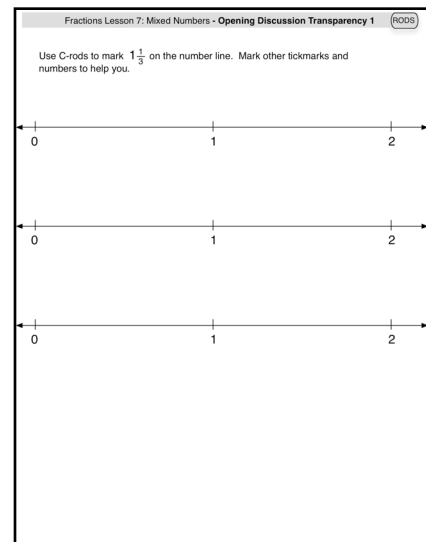 Fractions Lesson 7: Mixed Numbers - Opening Discussion Transparency 1 RODS
Use C-rods to mark 1 1/3 on the number line. Mark other tickmarks and
numbers to help you.
0 1 2
0 1 2
0 1 2